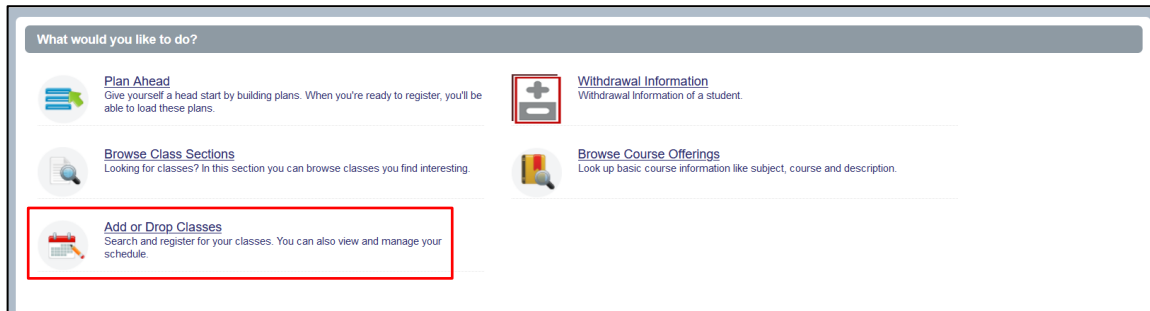 What would you like to do?
Plan Ahead
Give yourself a head start by building plans. When you're ready to register, you'll be
able to load these plans.
Withdrawal Information
Withdrawal Information of a student.
Browse Class Sections
Looking for classes? In this section you can browse classes you find interesting.
Browse Course Offerings
Look up basic course information like subject, course and description.
Add or Drop Classes
Search and register for your classes. You can also view and manage your
schedule.